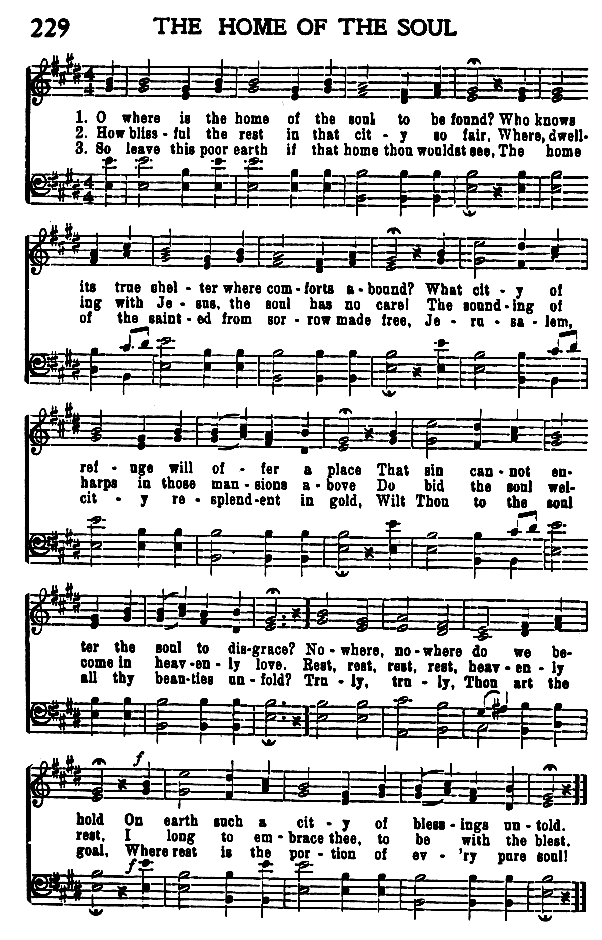 229 THE HOME OF THE SOUL
1. O where is the home of the soul to be found? Who knows
2. How bliss - ful the rest in that cit - y so fair, Where, dwell-
3. So leave this poor earth if that home thou wouldst see, The home
its true shel - ter where com - forts a - bound? What cit - y of
ing with Je - sus, the soul has no care! The sound - ing of
of the saint - ed from sor - row made free, Je - ru - sa - lem,
ref - uge will of - fer a place That sin can - not en-
harps in those man - sions a - bove Do bid the soul wel-
cit - y re - splend - ent in gold, Wilt Thou to the soul
ter the soul to dis - grace? No - where, no - where do we be-
come in heav - en - ly love. Rest, rest, rest, rest, heav - en - ly
all thy beau - ties un - fold? Tru - ly, tru - ly, Thou art the
f
hold On earth such a cit - y of bless - ings un - told.
rest, I long to em - brace thee, to be with the blest.
goal, Where rest is the por - tion of ev - 'ry pure soul!
f